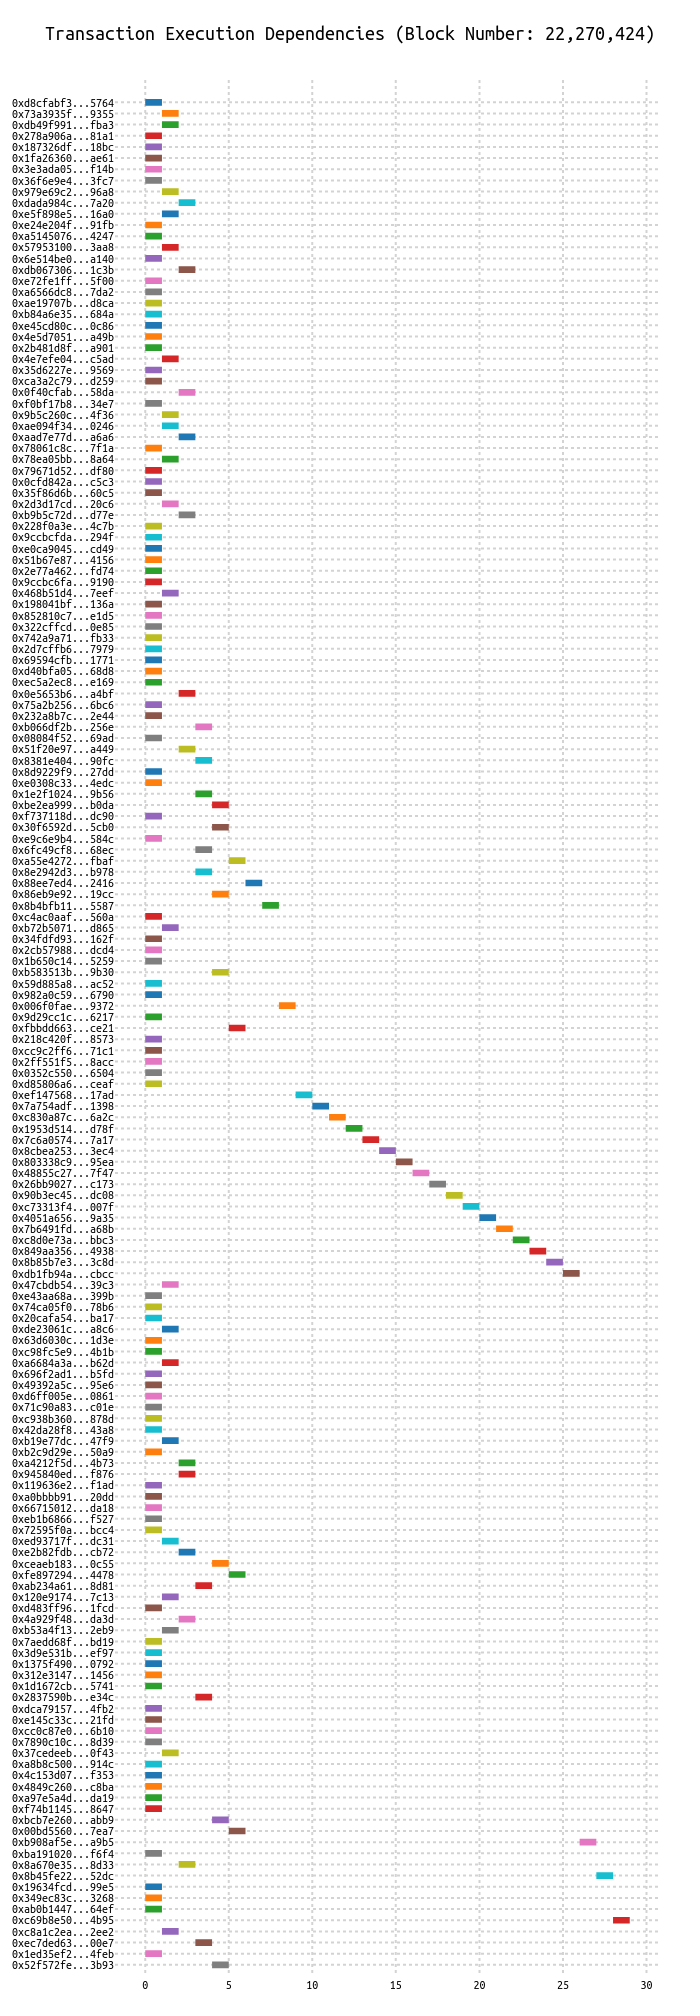 Transaction Execution Dependencies (Block Number: 22,270,424)
0xd8cfabf3...5764
0x73a3935f...9355
0xdb49f991...fba3
0x278a906a...81a1
0x187326df...18bc
0x1fa26360...ae61
0x3e3ada05...f14b
0x36f6e9e4...3fc7
0x979e69c2...96a8
0xdada984c...7a20
0xe5f898e5...16a0
0xe24e204f...91fb
0xa5145076...4247
0x57953100...3aa8
0x6e514be0...a140
0xdb067306...1c3b
0xe72fe1ff...5f00
0xa6566dc8...7da2
0xae19707b...d8ca
0xb84a6e35...684a
0xe45cd80c...0c86
0x4e5d7051...a49b
0x2b481d8f...a901
0x4e7efe04...c5ad
0x35d6227e...9569
0xca3a2c79...d259
0x0f40cfab...58da
0xf0bf17b8...34e7
0x9b5c260c...4f36
0xae094f34...0246
0xaad7e77d...a6a6
0x78061c8c...7f1a
0x78ea05bb...8a64
0x79671d52...df80
0x0cfd842a...c5c3
0x35f86d6b...60c5
0x2d3d17cd...20c6
0xb9b5c72d...d77e
0x228f0a3e...4c7b
0x9ccbcfda...294f
0xe0ca9045...cd49
0x51b67e87...4156
0x2e77a462...fd74
0x9ccbc6fa...9190
0x468b51d4...7eef
0x198041bf...136a
0x852810c7...e1d5
0x322cffcd...0e85
0x742a9a71...fb33
0x2d7cffb6...7979
0x69594cfb...1771
0xd40bfa05...68d8
0xec5a2ec8...e169
0x0e5653b6...a4bf
0x75a2b256...6bc6
0x232a8b7c...2e44
0xb066df2b...256e
0x08084f52...69ad
0x51f20e97...a449
0x8381e404...90fc
0x8d9229f9...27dd
0xe0308c33...4edc
0x1e2f1024...9b56
0xbe2ea999...b0da
0xf737118d...dc90
0x30f6592d...5cb0
0xe9c6e9b4...584c
0x6fc49cf8...68ec
0xa55e4272...fbaf
0x8e2942d3...b978
0x88ee7ed4...2416
0x86eb9e92...19cc
0x8b4bfb11...5587
0xc4ac0aaf...560a
0xb72b5071...d865
0x34fdfd93...162f
0x2cb57988...dcd4
0x1b650c14...5259
0xb583513b...9b30
0x59d885a8...ac52
0x982a0c59...6790
0x006f0fae...9372
0x9d29cc1c...6217
0xfbbdd663...ce21
0x218c420f...8573
0xcc9c2ff6...71c1
0x2ff551f5...8acc
0x0352c550...6504
0xd85806a6...ceaf
0xef147568...17ad
0x7a754adf...1398
0xc830a87c...6a2c
0x1953d514...d78f
0x7c6a0574...7a17
0x8cbea253...3ec4
0x803338c9...95ea
0x48855c27...7f47
0x26bb9027...c173
0x90b3ec45...dc08
0xc73313f4...007f
0x4051a656...9a35
0x7b6491fd...a68b
0xc8d0e73a...bbc3
0x849aa356...4938
0x8b85b7e3...3c8d
0xdb1fb94a...cbcc
0x47cbdb54...39c3
0xe43aa68a...399b
0x74ca05f0...78b6
0x20cafa54...ba17
0xde23061c...a8c6
0x63d6030c...1d3e
0xc98fc5e9...4b1b
0xa6684a3a...b62d
0x696f2ad1...b5fd
0x49392a5c...95e6
0xd6ff005e...0861
0x71c90a83...c01e
0xc938b360...878d
0x42da28f8...43a8
0xb19e77dc...47f9
0xb2c9d29e...50a9
0xa4212f5d...4b73
0x945840ed...f876
0x119636e2...f1ad
0xa0bbbb91...20dd
0x66715012...da18
0xeb1b6866...f527
0x72595f0a...bcc4
0xed93717f...dc31
0xe2b82fdb...cb72
0xceaeb183...0c55
0xfe897294...4478
0xab234a61...8d81
0x120e9174...7c13
0xd483ff96...1fcd
0x4a929f48...da3d
0xb53a4f13...2eb9
0x7aedd68f...bd19
0x3d9e531b...ef97
0x1375f490...0792
0x312e3147...1456
0x1d1672cb...5741
0x2837590b...e34c
0xdca79157...4fb2
0xe145c33c...21fd
0xcc0c87e0...6b10
0x7890c10c...8d39
0x37cedeeb...0f43
0xa8b8c500...914c
0x4c153d07...f353
0x4849c260...c8ba
0xa97e5a4d...da19
0xf74b1145...8647
0xbcb7e260...abb9
0x00bd5560...7ea7
0xb908af5e...a9b5
0xba191020...f6f4
0x8a670e35...8d33
0x8b45fe22...52dc
0x19634fcd...99e5
0x349ec83c...3268
0xab0b1447...64ef
0xc69b8e50...4b95
0xc8a1c2ea...2ee2
0xec7ded63...00e7
0x1ed35ef2...4feb
0x52f572fe...3b93
0 5 10 15 20 25 30